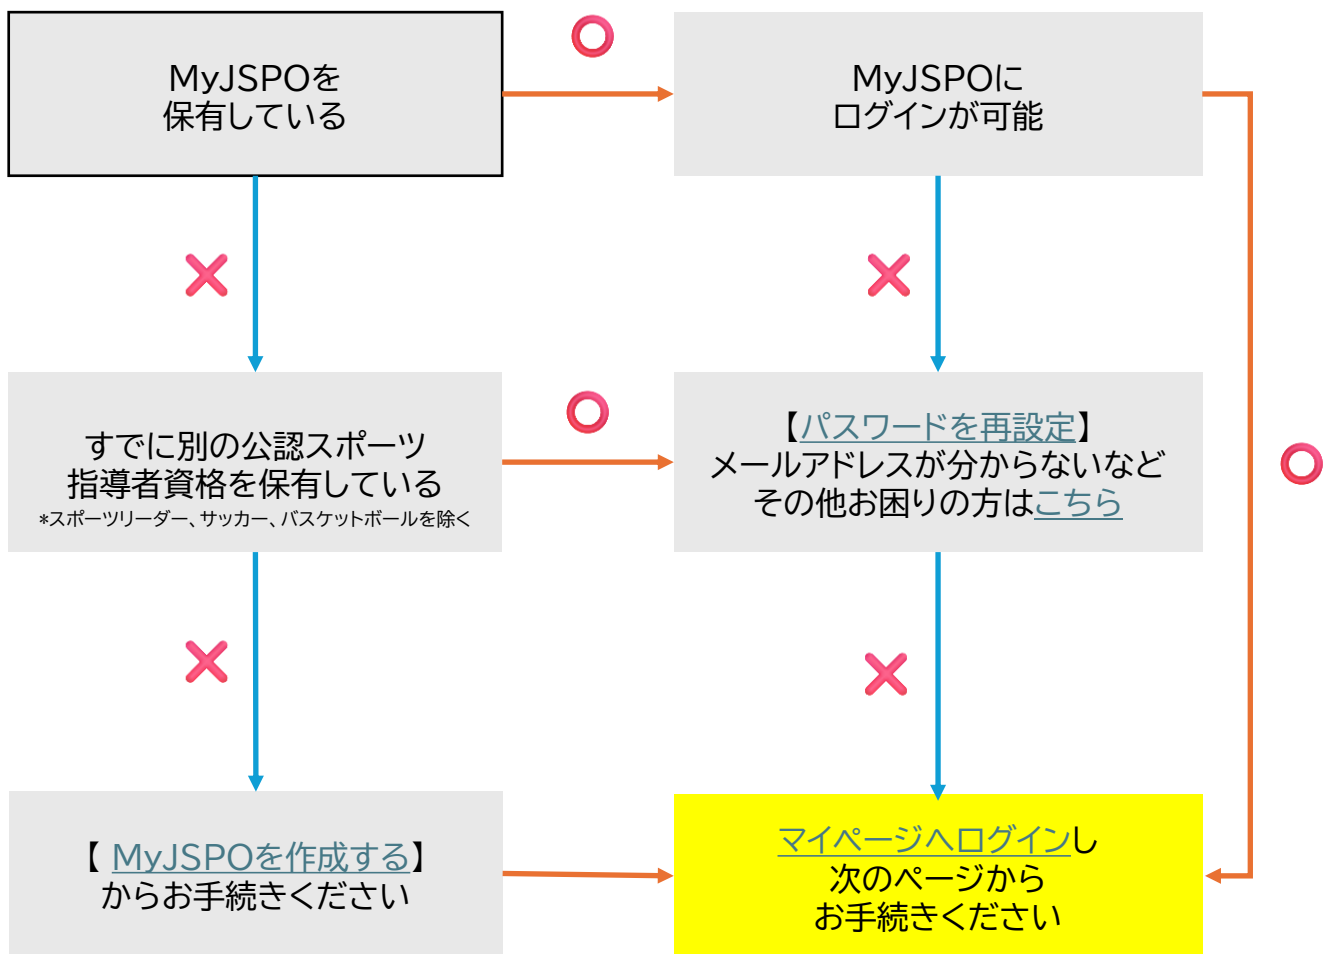 MyJSPOを
保有している
MyJSPOに
ログインが可能
すでに別の公認スポーツ
指導者資格を保有している
*スポーツリーダー、サッカー、バスケットボールを除く
【パスワードを再設定】
メールアドレスが分からないなど
その他お困りの方はこちら
【 MyJSPOを作成する】
からお手続きください
マイページへログインし
次のページから
お手続きください